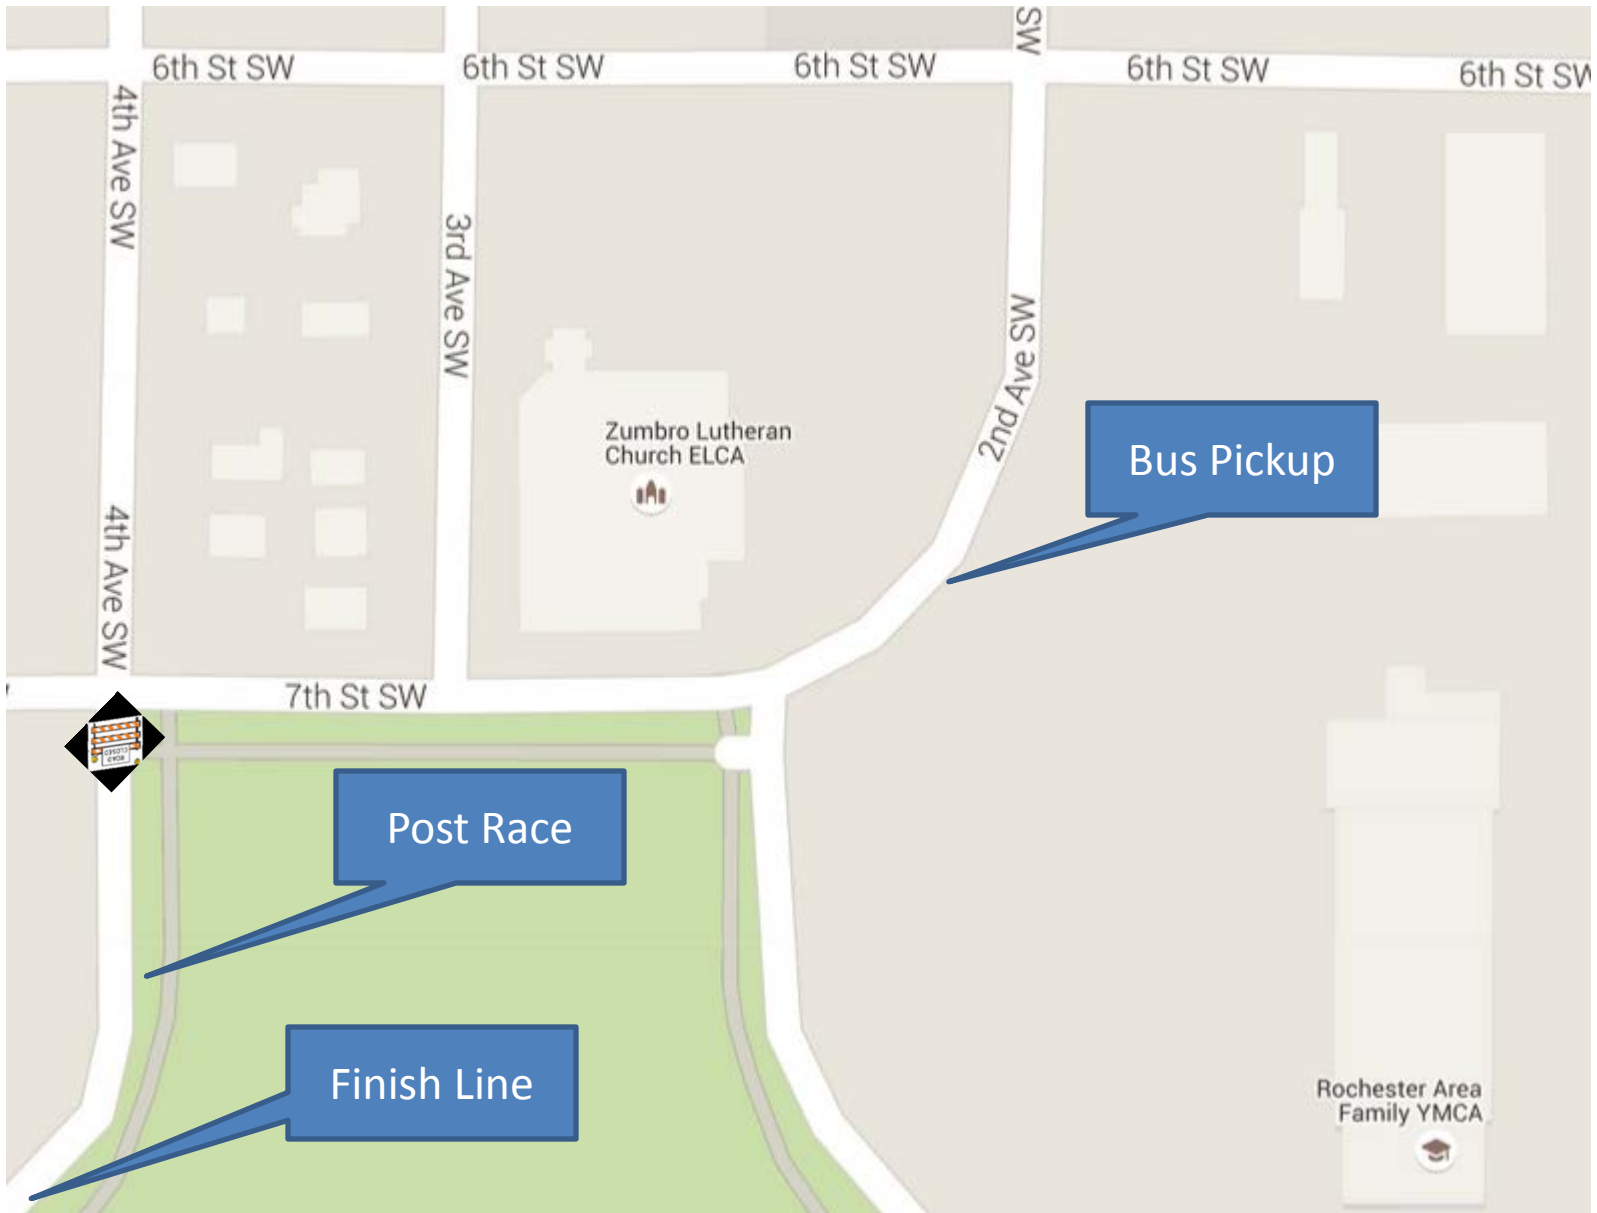 SW
6th St SW
6th St SW
6th St SW
6th St SW
6th St SW
4th Ave SW
3rd Ave SW
2nd Ave SW
Zumbro Lutheran
Church ELCA
Bus Pickup
4th Ave SW
7th St SW
ROAD
CLOSED
Post Race
Finish Line
Rochester Area
Family YMCA